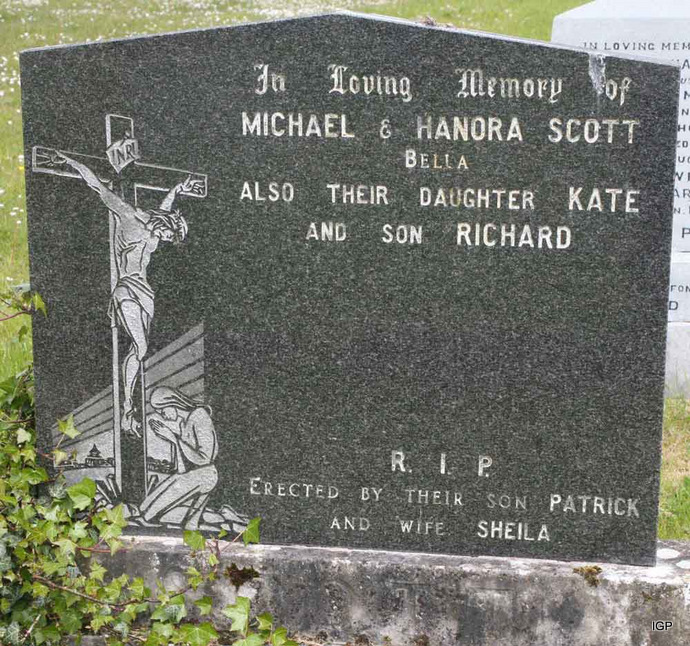 INRI
In Loving Memory of
MICHAEL & HANORA SCOTT
BELLA
ALSO THEIR DAUGHTER KATE
AND SON RICHARD
R. I. P.
ERECTED BY THEIR SON PATRICK
AND WIFE SHEILA
IN LOVING MEM
IGP